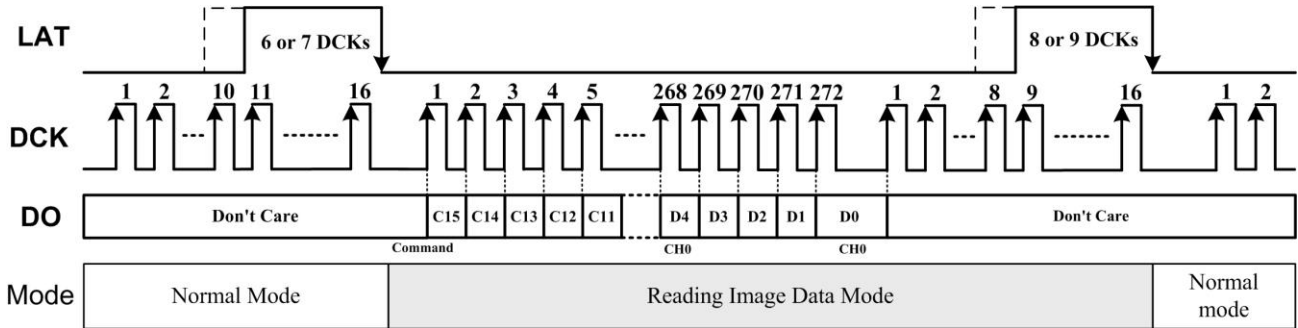 LAT 6 or 7 DCKs 8 or 9 DCKs
1 2 10 11 16 1 2 3 4 5 268 269 270 271 272 1 2 8 9 16 1 2
DCK
DO Don't Care C15 C14 C13 C12 C11 D4 D3 D2 D1 D0 Don't Care
Command CH0 CH0
Mode Normal Mode Reading Image Data Mode Normal
mode